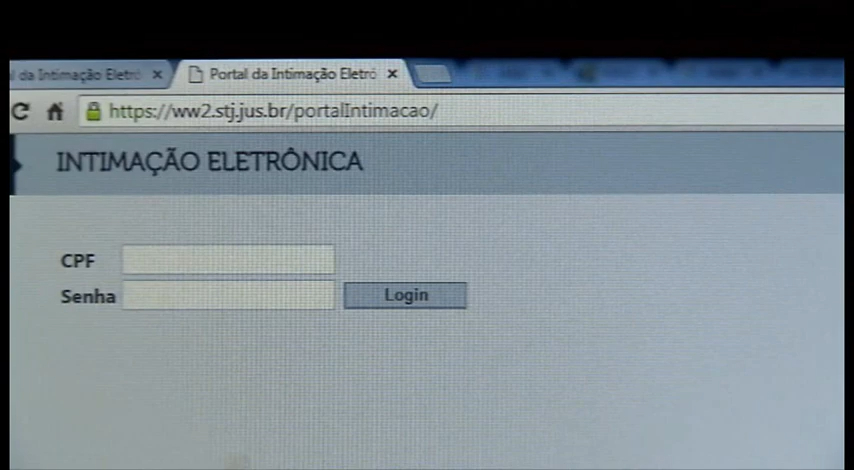 l da Intimação Eletrô × Portal da Intimação Eletrô ×
https://ww2.stj.jus.br/portalIntimacao/
INTIMAÇÃO ELETRÔNICA
CPF
Senha Login